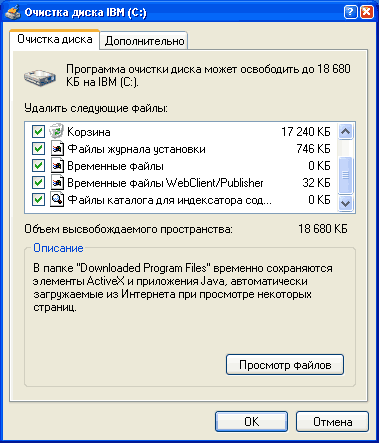 Очистка диска IBM (C:)
Очистка диска
Дополнительно
Программа очистки диска может освободить до 18 680
КБ на IBM (C:).
Удалить следующие файлы:
Корзина 17 240 КБ
Файлы журнала установки 746 КБ
Временные файлы 0 КБ
Временные файлы WebClient/Publisher 32 КБ
Файлы каталога для индексатора сод... 0 КБ
Объем высвобождаемого пространства: 18 680 КБ
Описание
В папке "Downloaded Program Files" временно сохраняются
элементы ActiveX и приложения Java, автоматически
загружаемые из Интернета при просмотре некоторых
страниц.
Просмотр файлов
ОК
Отмена